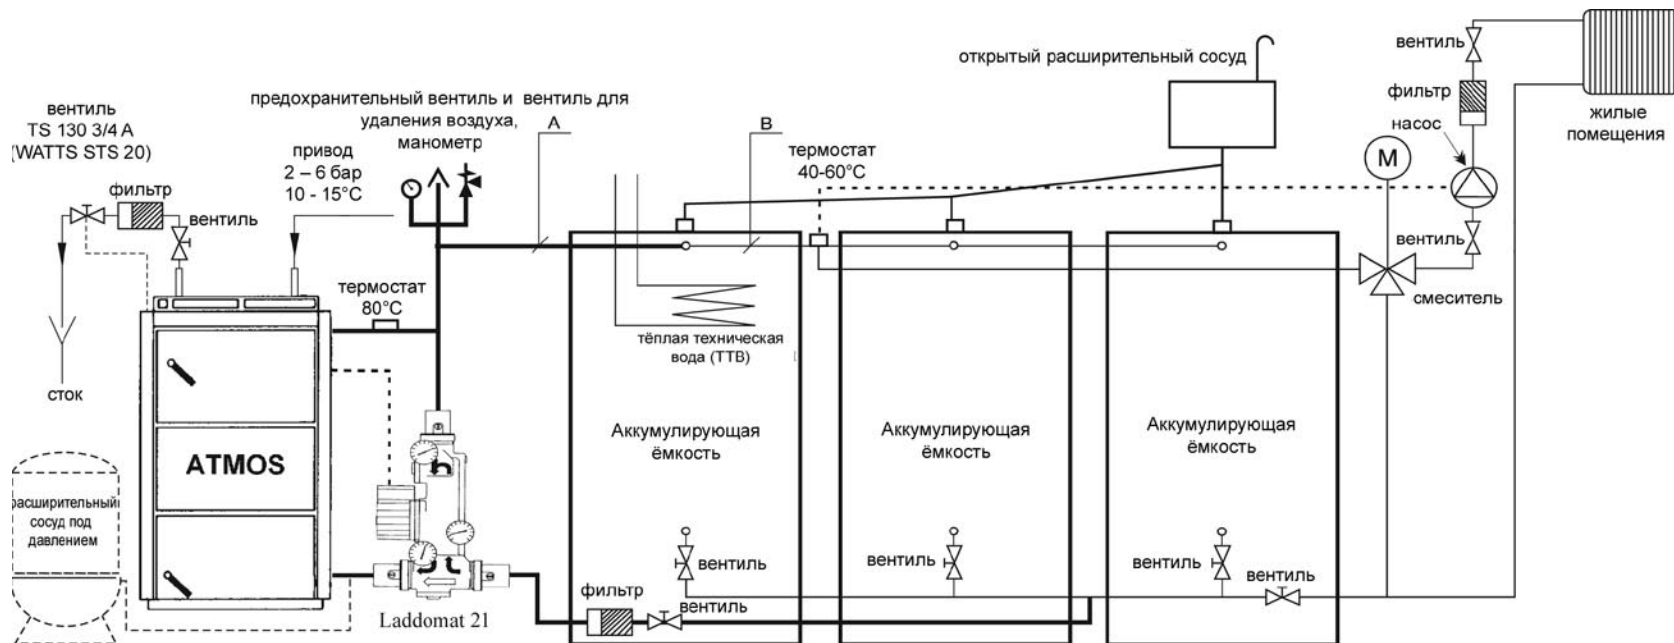 вентиль
TS 130 3/4 A
(WATTS STS 20)
фильтр
вентиль
сток
привод
2 – 6 бар
10 - 15°C
предохранительный вентиль и вентиль для
удаления воздуха,
манометр
A
B
термостат
80°C
термостат
40-60°C
открытый расширительный сосуд
вентиль
фильтр
насос
M
вентиль
смеситель
жилые
помещения
тёплая техническая
вода (ТТВ)
ATMOS
расширительный
сосуд под
давлением
Laddomat 21
Аккумулирующая
ёмкость
Аккумулирующая
ёмкость
Аккумулирующая
ёмкость
вентиль
вентиль
вентиль
вентиль
фильтр
вентиль